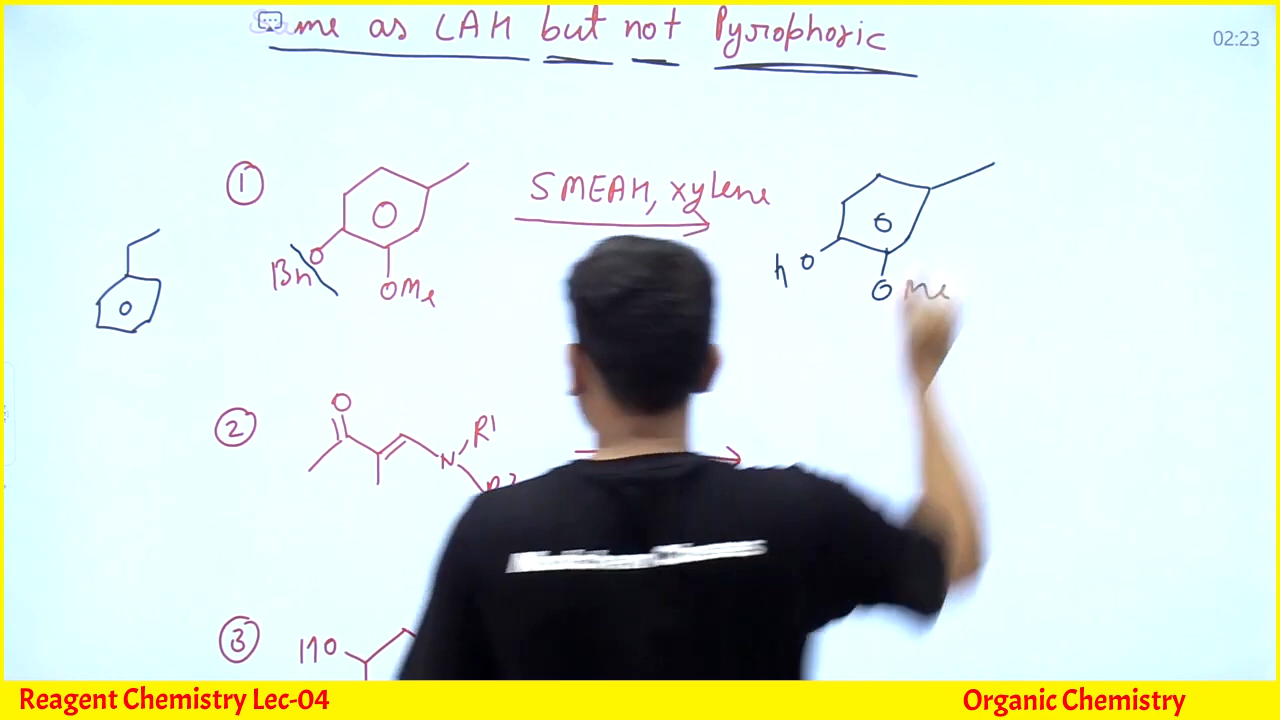 me as LAH but not Pyrophoric
02:23
① SMEAH, xylene
BnO OMe
HO OMe
② O
N R¹
③ HO
Reagent Chemistry Lec-04
Organic Chemistry